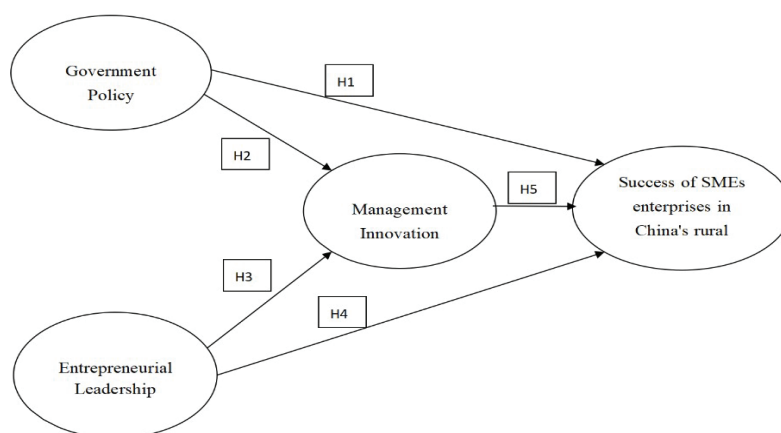 Government
Policy
H1
H2
Management
Innovation
H5
Success of SMEs
enterprises in
China's rural
H3
H4
Entrepreneurial
Leadership